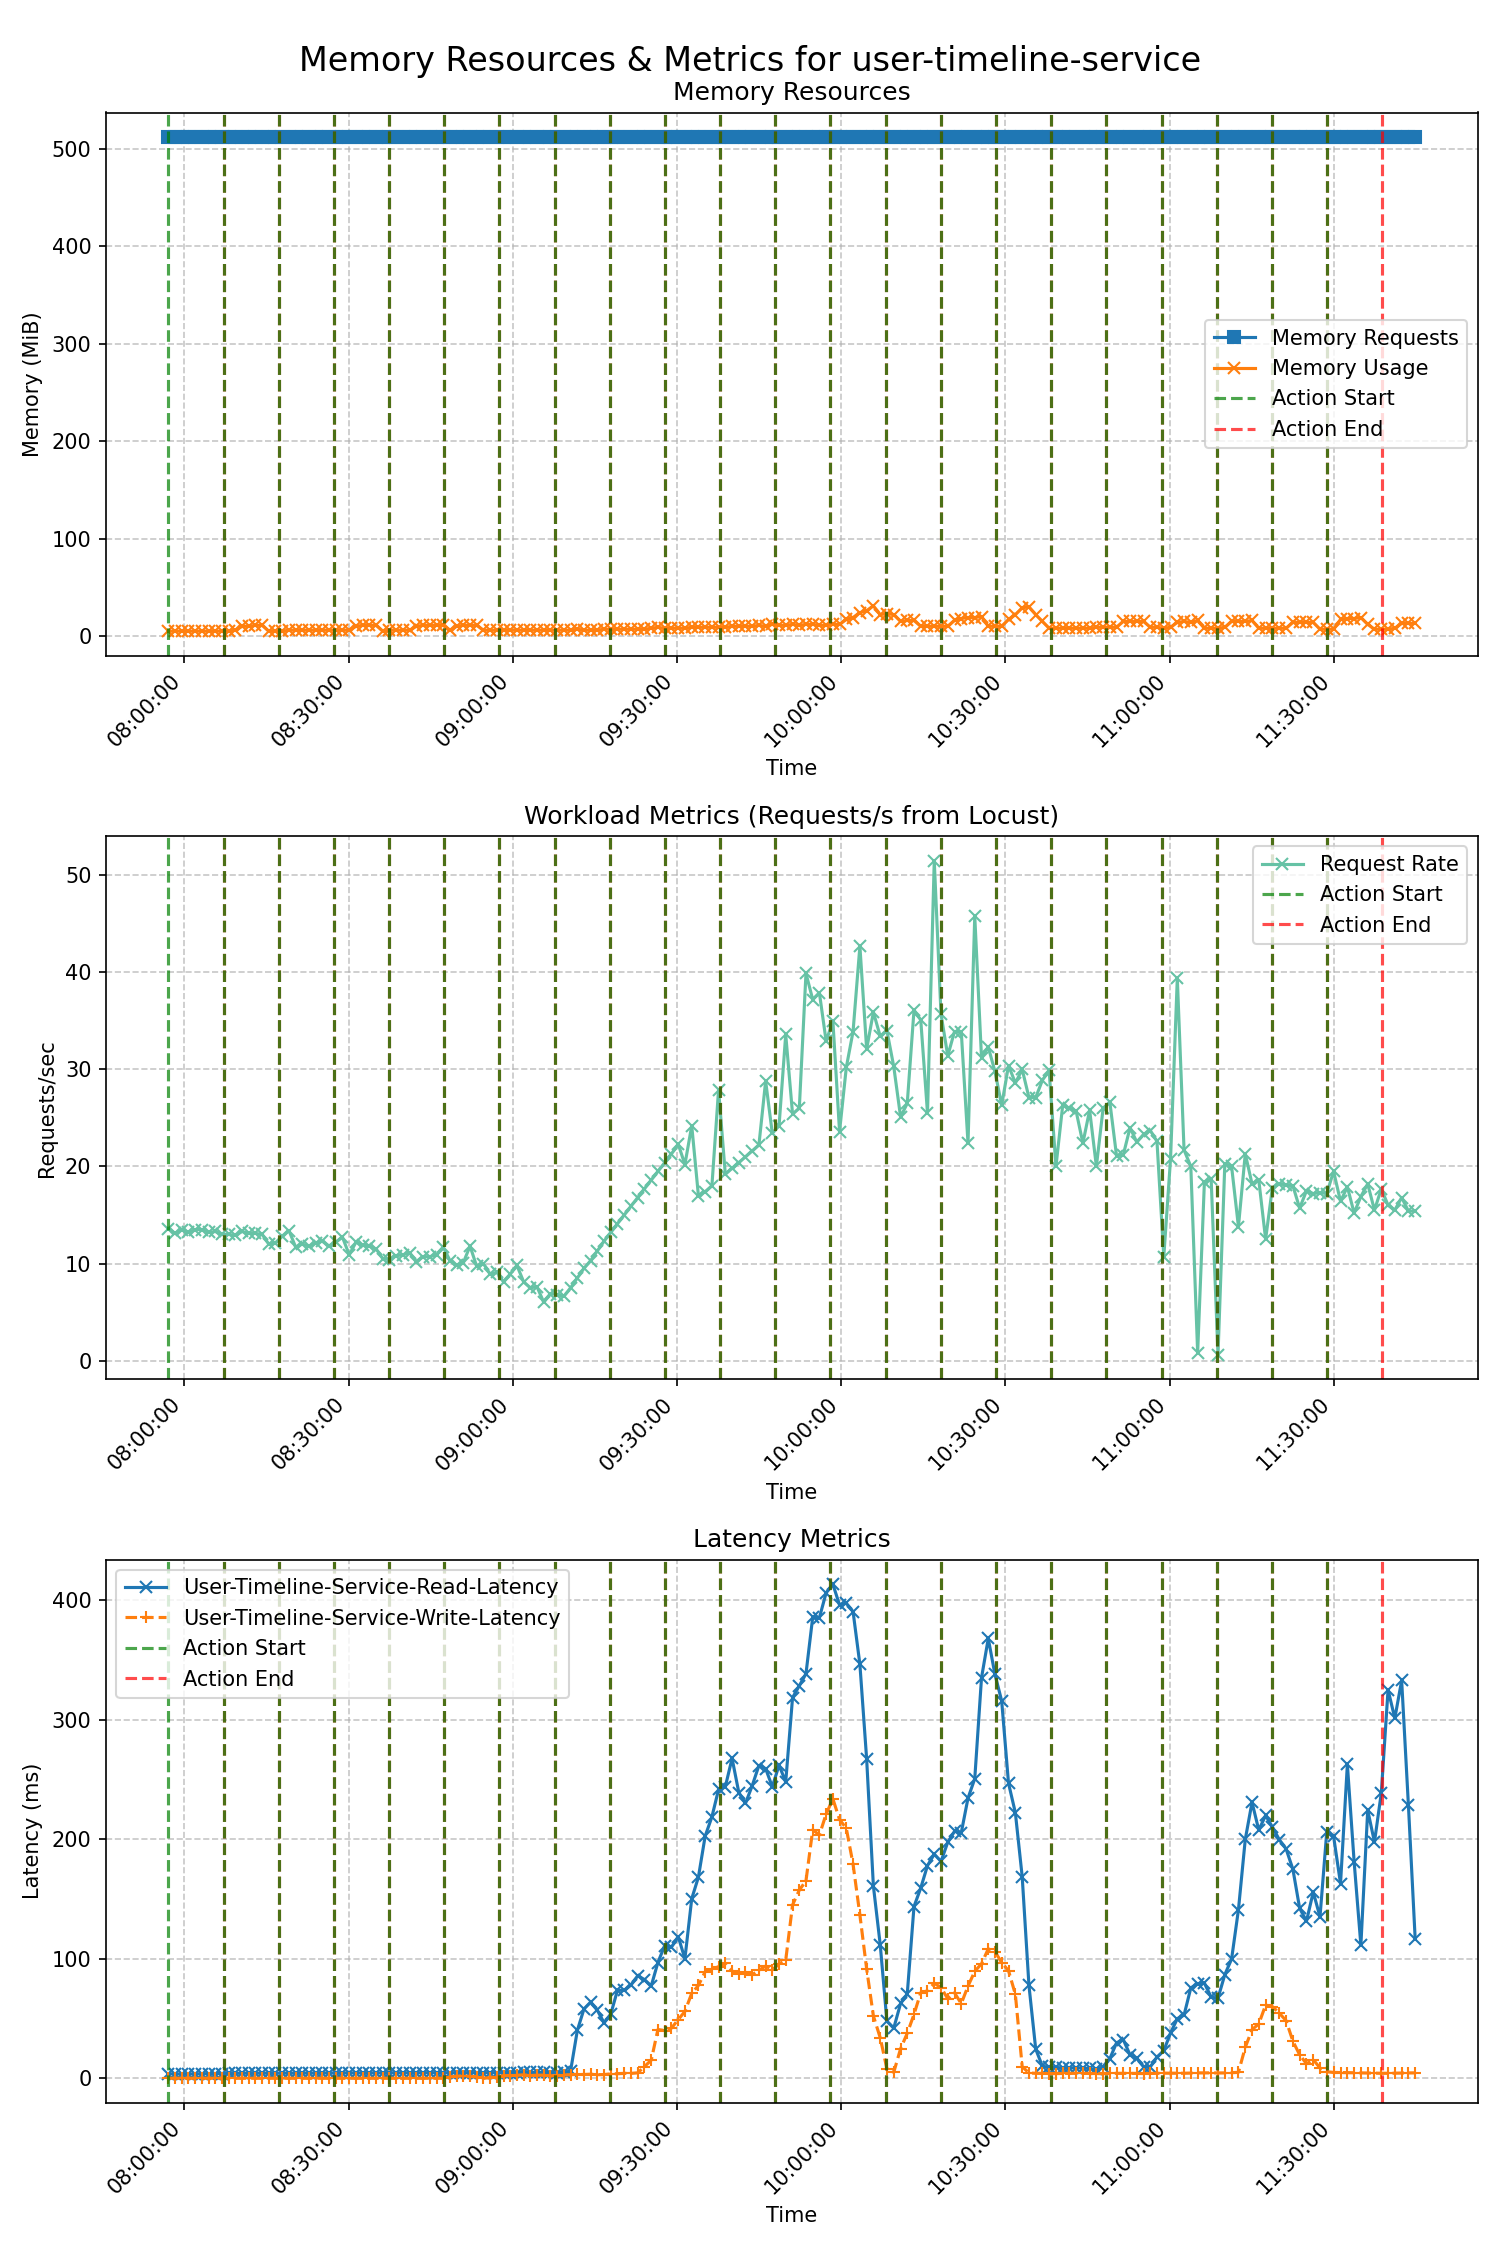 Memory Resources & Metrics for user-timeline-service
Memory Resources
Memory (MiB)
500
400
300
200
100
0
Memory Requests
Memory Usage
Action Start
Action End
08:00:00
08:30:00
09:00:00
09:30:00
10:00:00
10:30:00
11:00:00
11:30:00
Time
Workload Metrics (Requests/s from Locust)
Requests/sec
50
40
30
20
10
0
Request Rate
Action Start
Action End
08:00:00
08:30:00
09:00:00
09:30:00
10:00:00
10:30:00
11:00:00
11:30:00
Time
Latency Metrics
Latency (ms)
400
300
200
100
0
User-Timeline-Service-Read-Latency
User-Timeline-Service-Write-Latency
Action Start
Action End
08:00:00
08:30:00
09:00:00
09:30:00
10:00:00
10:30:00
11:00:00
11:30:00
Time